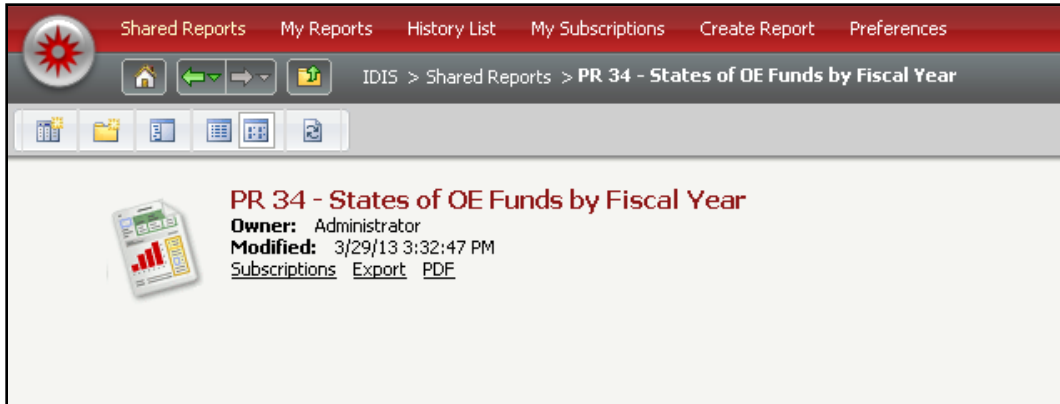 Shared Reports My Reports History List My Subscriptions Create Report Preferences
IDIS > Shared Reports > PR 34 - States of OE Funds by Fiscal Year
PR 34 - States of OE Funds by Fiscal Year
Owner: Administrator
Modified: 3/29/13 3:32:47 PM
Subscriptions Export PDF